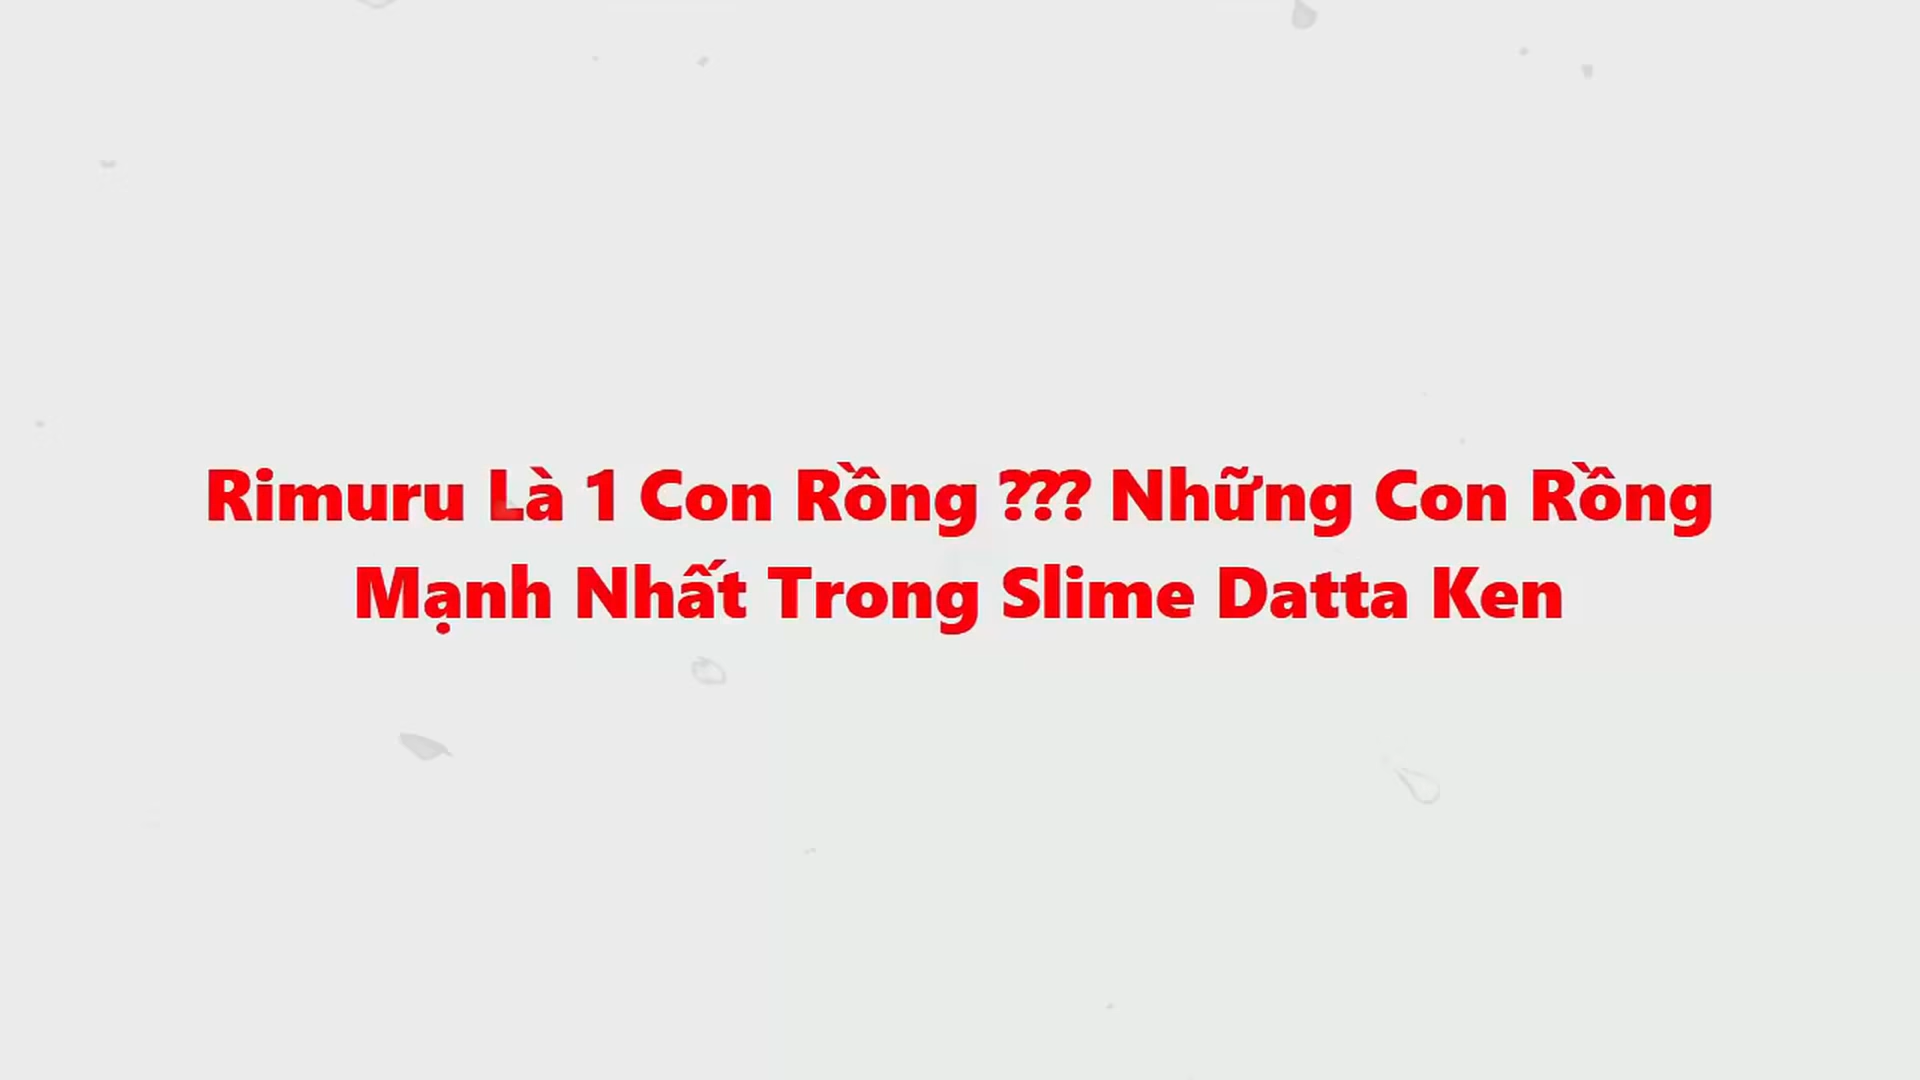 Rimuru Là 1 Con Rồng ??? Những Con Rồng
Mạnh Nhất Trong Slime Datta Ken